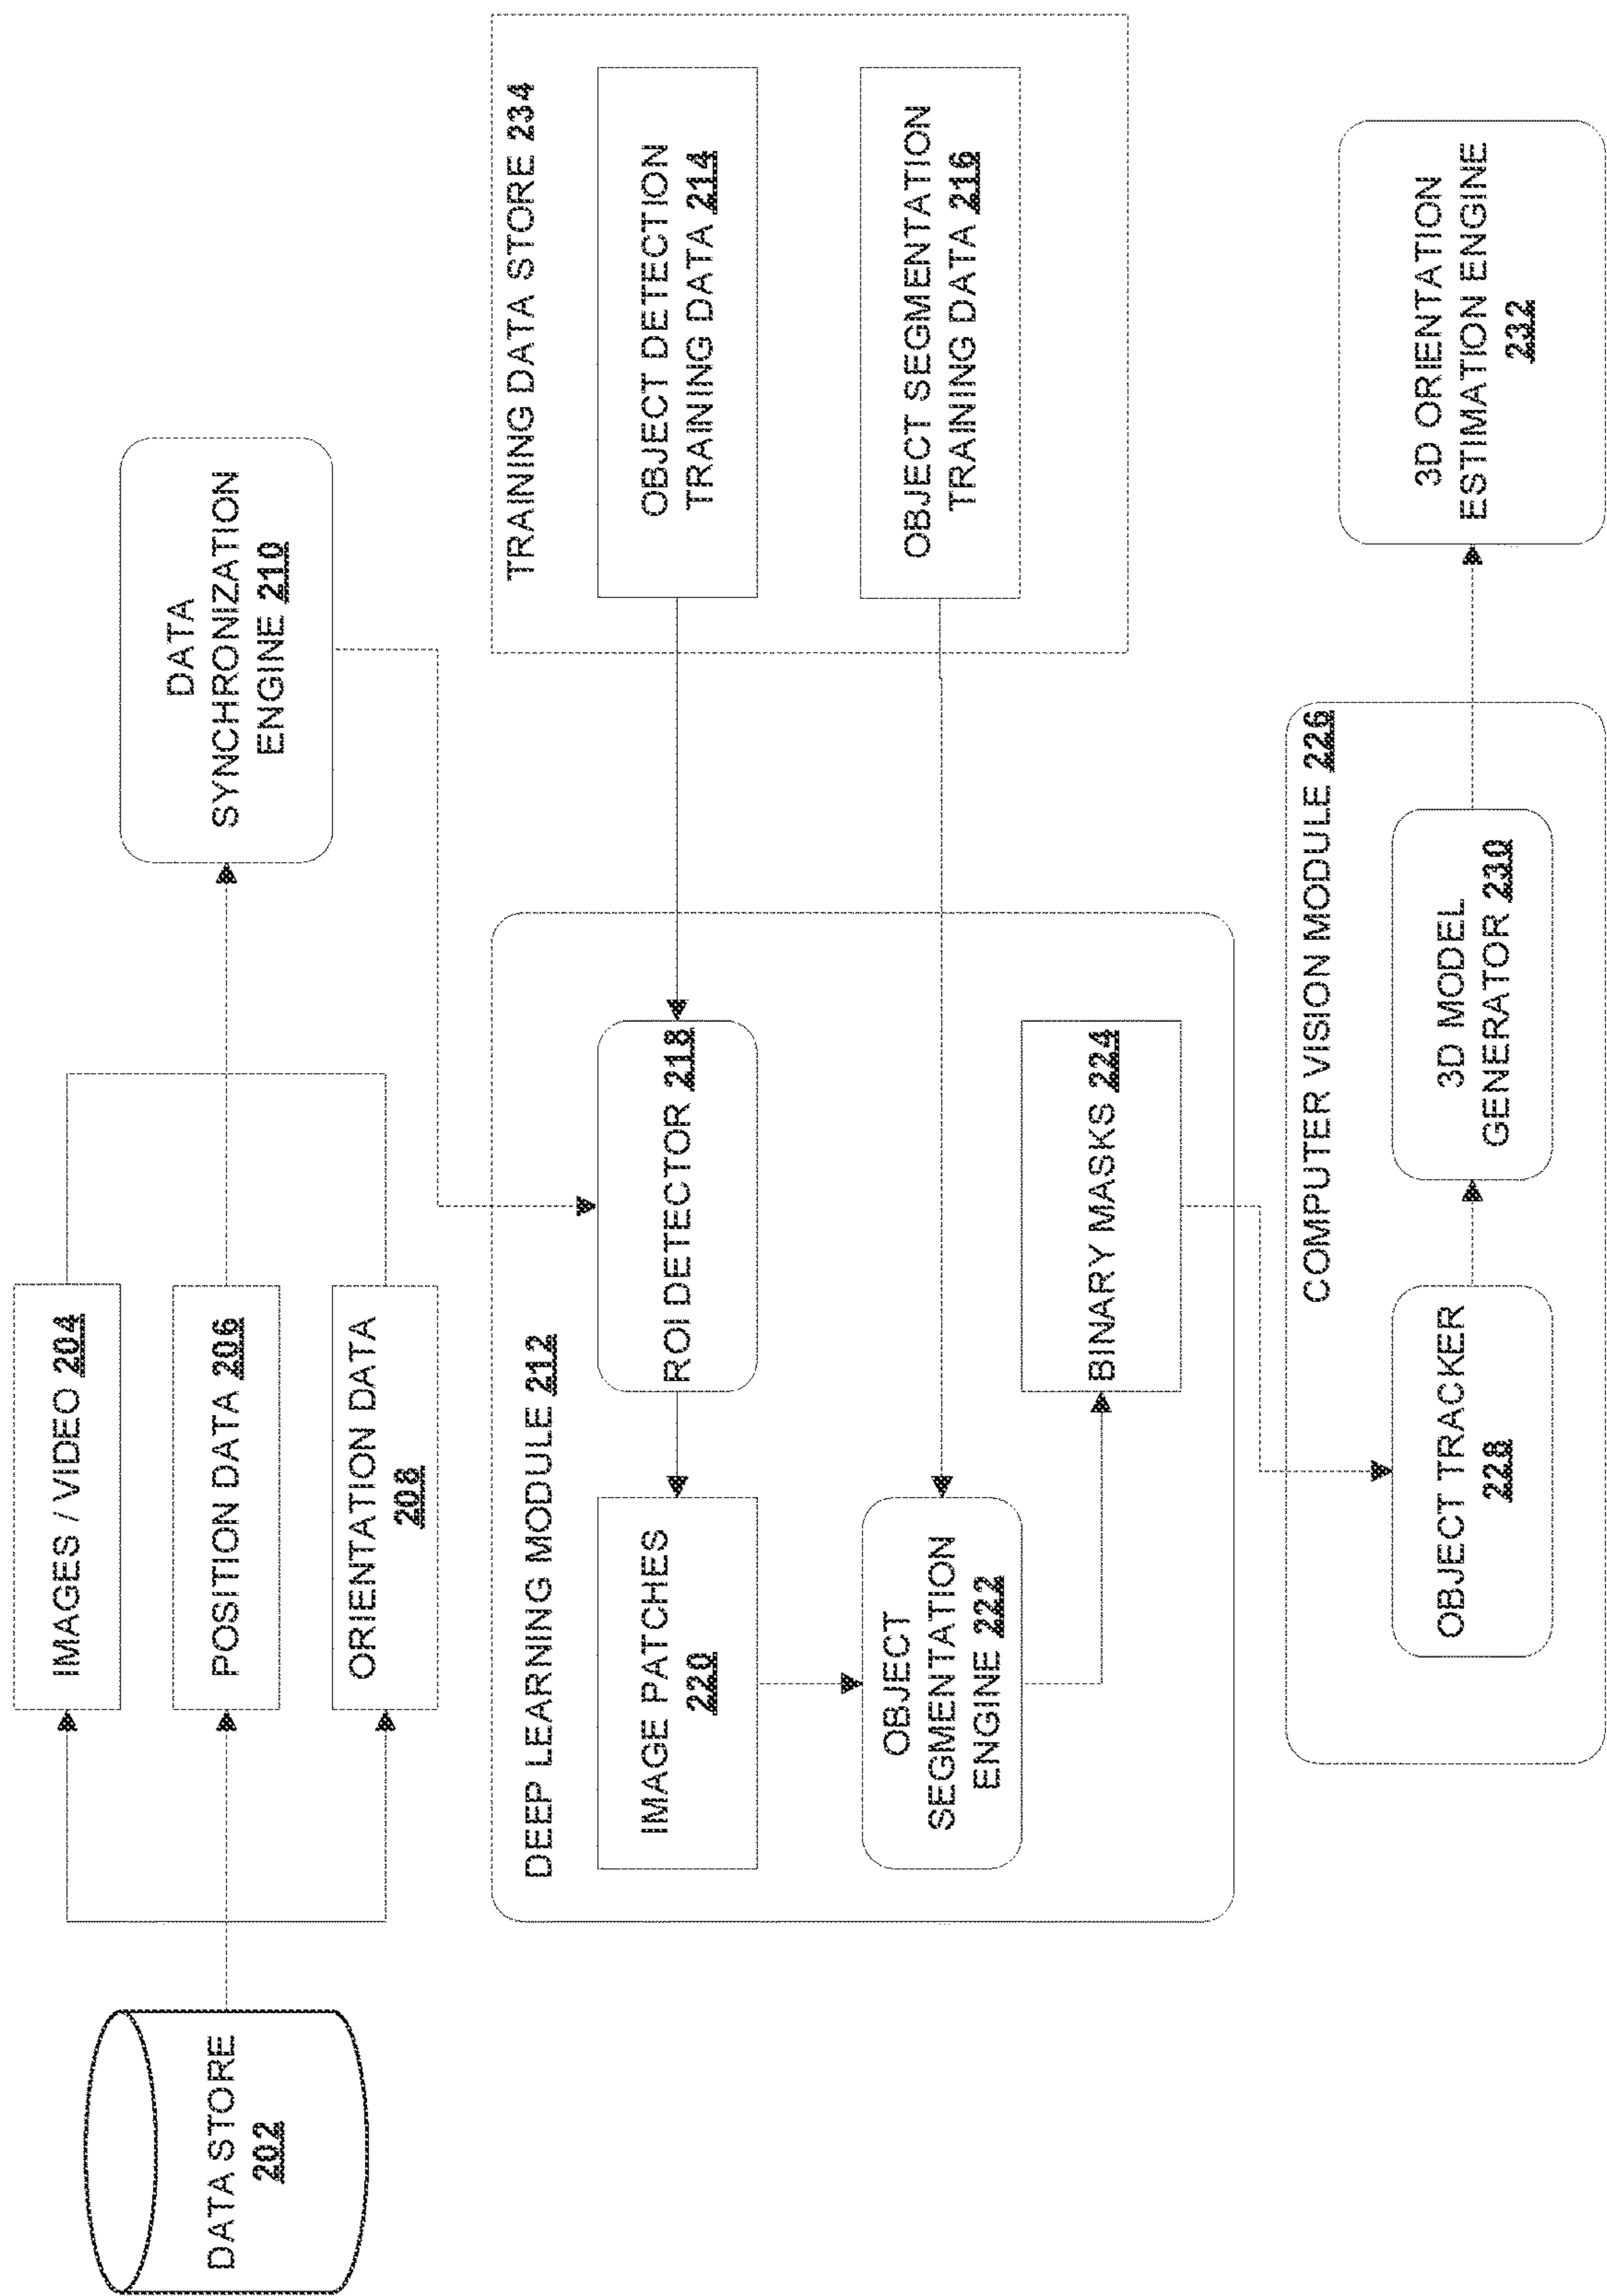 DATA STORE
202
IMAGES / VIDEO 204
POSITION DATA 206
ORIENTATION DATA
208
DATA
SYNCHRONIZATION
ENGINE 210
DEEP LEARNING MODULE 212
ROI DETECTOR 218
IMAGE PATCHES
220
OBJECT
SEGMENTATION
ENGINE 222
BINARY MASKS 224
TRAINING DATA STORE 234
OBJECT DETECTION
TRAINING DATA 214
OBJECT SEGMENTATION
TRAINING DATA 216
COMPUTER VISION MODULE 226
OBJECT TRACKER
228
3D MODEL
GENERATOR 230
3D ORIENTATION
ESTIMATION ENGINE
232